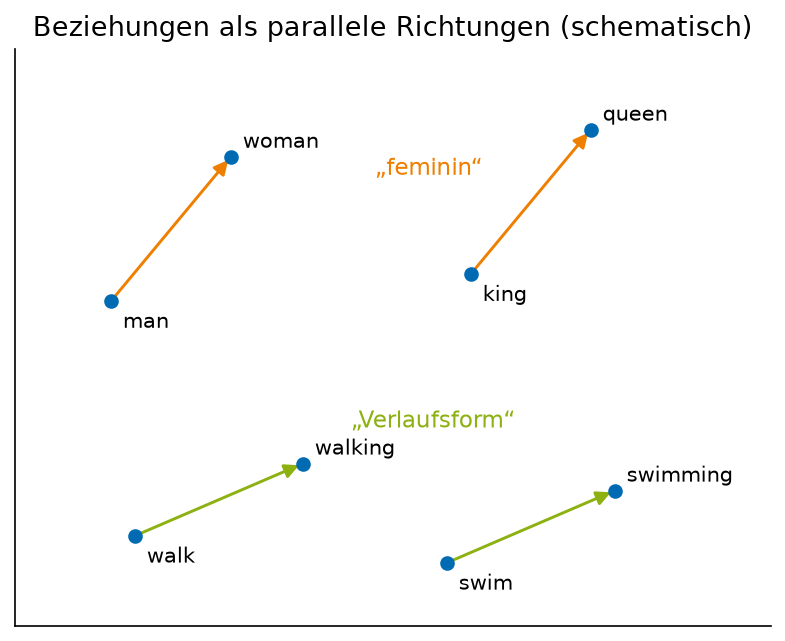 Beziehungen als parallele Richtungen (schematisch)
queen
woman
„feminin“
king
man
„Verlaufsform“
walking
swimming
walk
swim